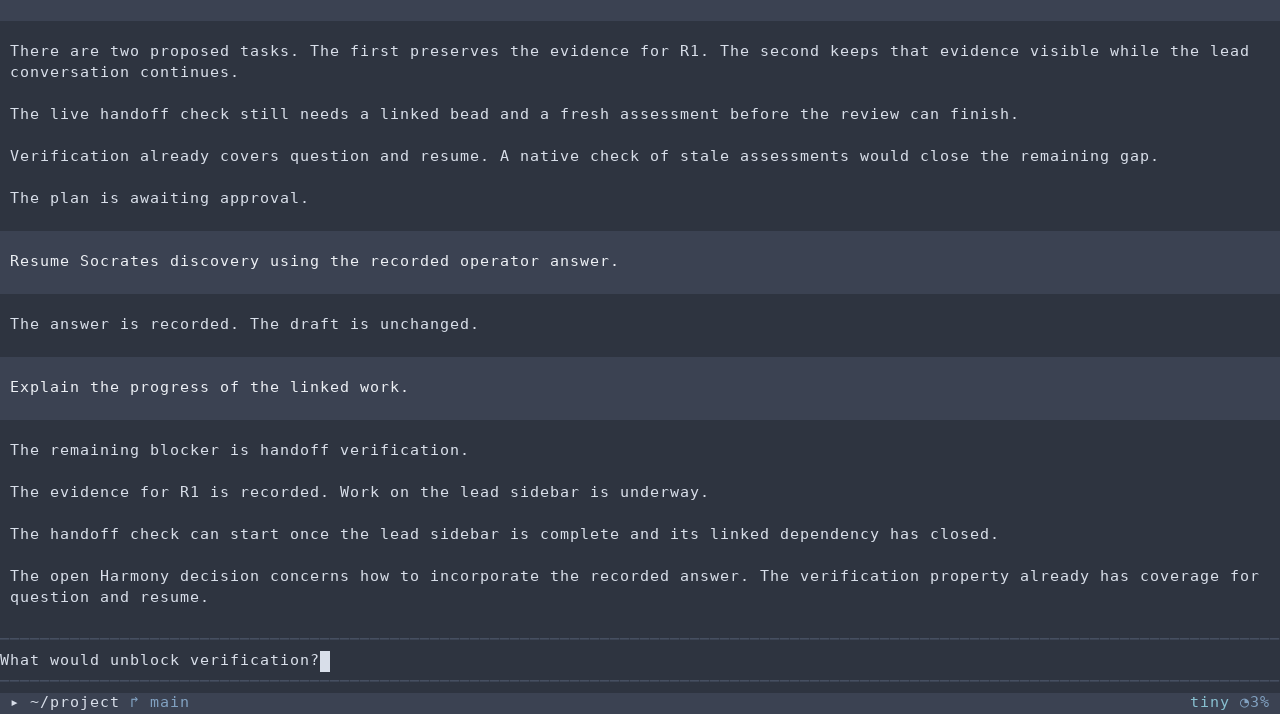 There are two proposed tasks. The first preserves the evidence for R1. The second keeps that evidence visible while the lead
conversation continues.
The live handoff check still needs a linked bead and a fresh assessment before the review can finish.
Verification already covers question and resume. A native check of stale assessments would close the remaining gap.
The plan is awaiting approval.
Resume Socrates discovery using the recorded operator answer.
The answer is recorded. The draft is unchanged.
Explain the progress of the linked work.
The remaining blocker is handoff verification.
The evidence for R1 is recorded. Work on the lead sidebar is underway.
The handoff check can start once the lead sidebar is complete and its linked dependency has closed.
The open Harmony decision concerns how to incorporate the recorded answer. The verification property already has coverage for
question and resume.
What would unblock verification?
▸ ~/project ↱ main tiny ◔3%